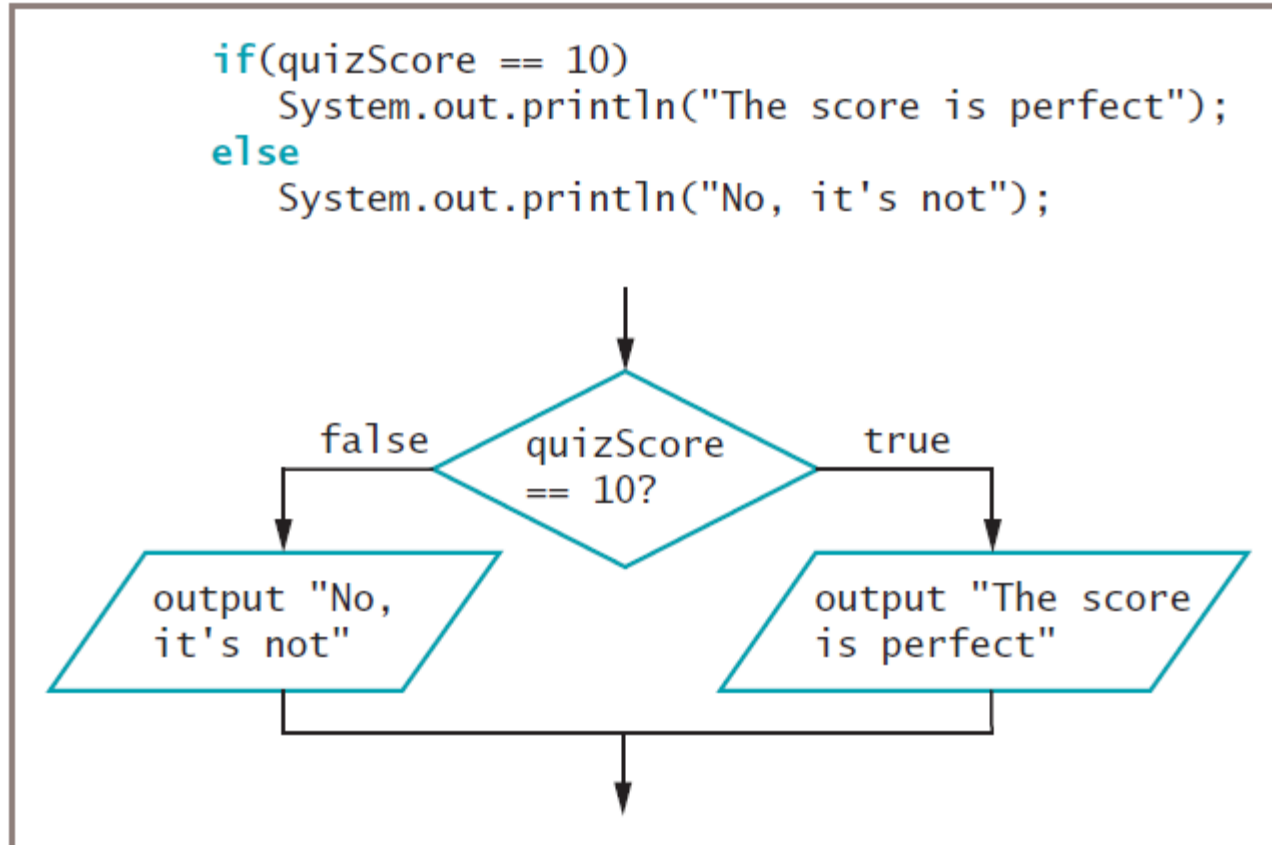 if(quizScore == 10)
System.out.println("The score is perfect");
else
System.out.println("No, it's not");
false
quizScore
== 10?
true
output "No,
it's not"
output "The score
is perfect"